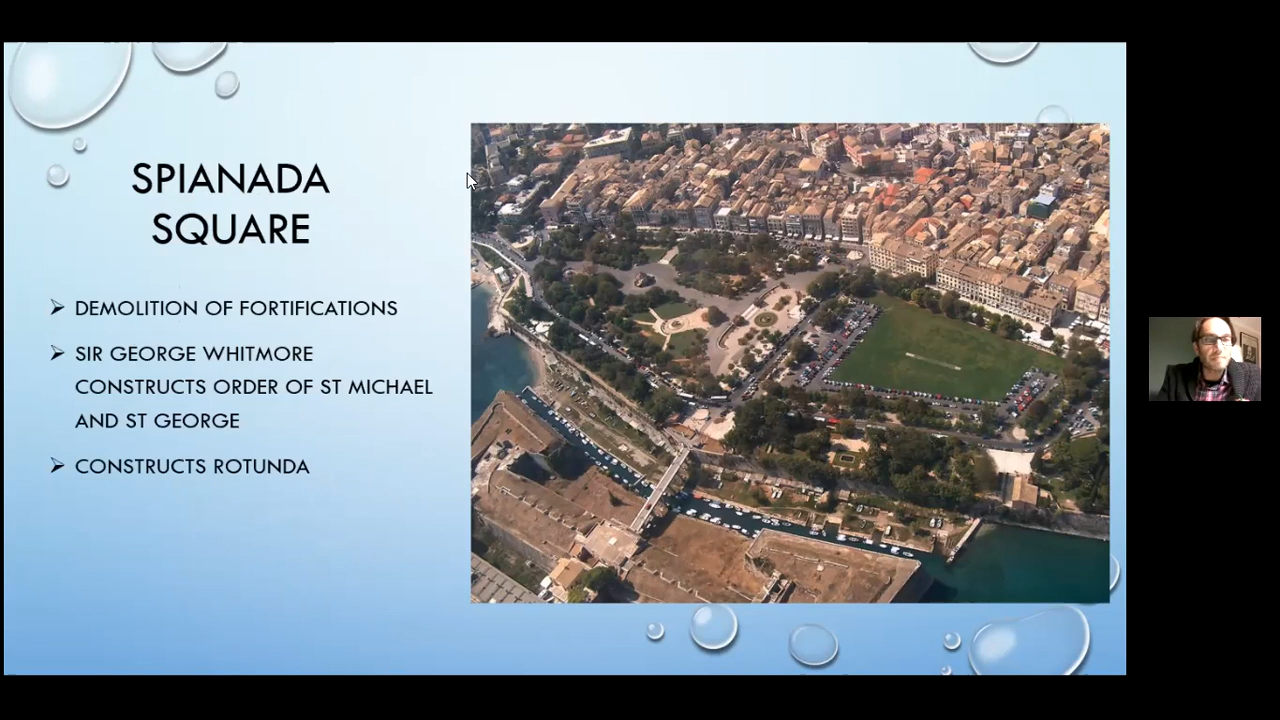 SPIANADA
SQUARE
DEMOLITION OF FORTIFICATIONS
SIR GEORGE WHITMORE
CONSTRUCTS ORDER OF ST MICHAEL
AND ST GEORGE
CONSTRUCTS ROTUNDA